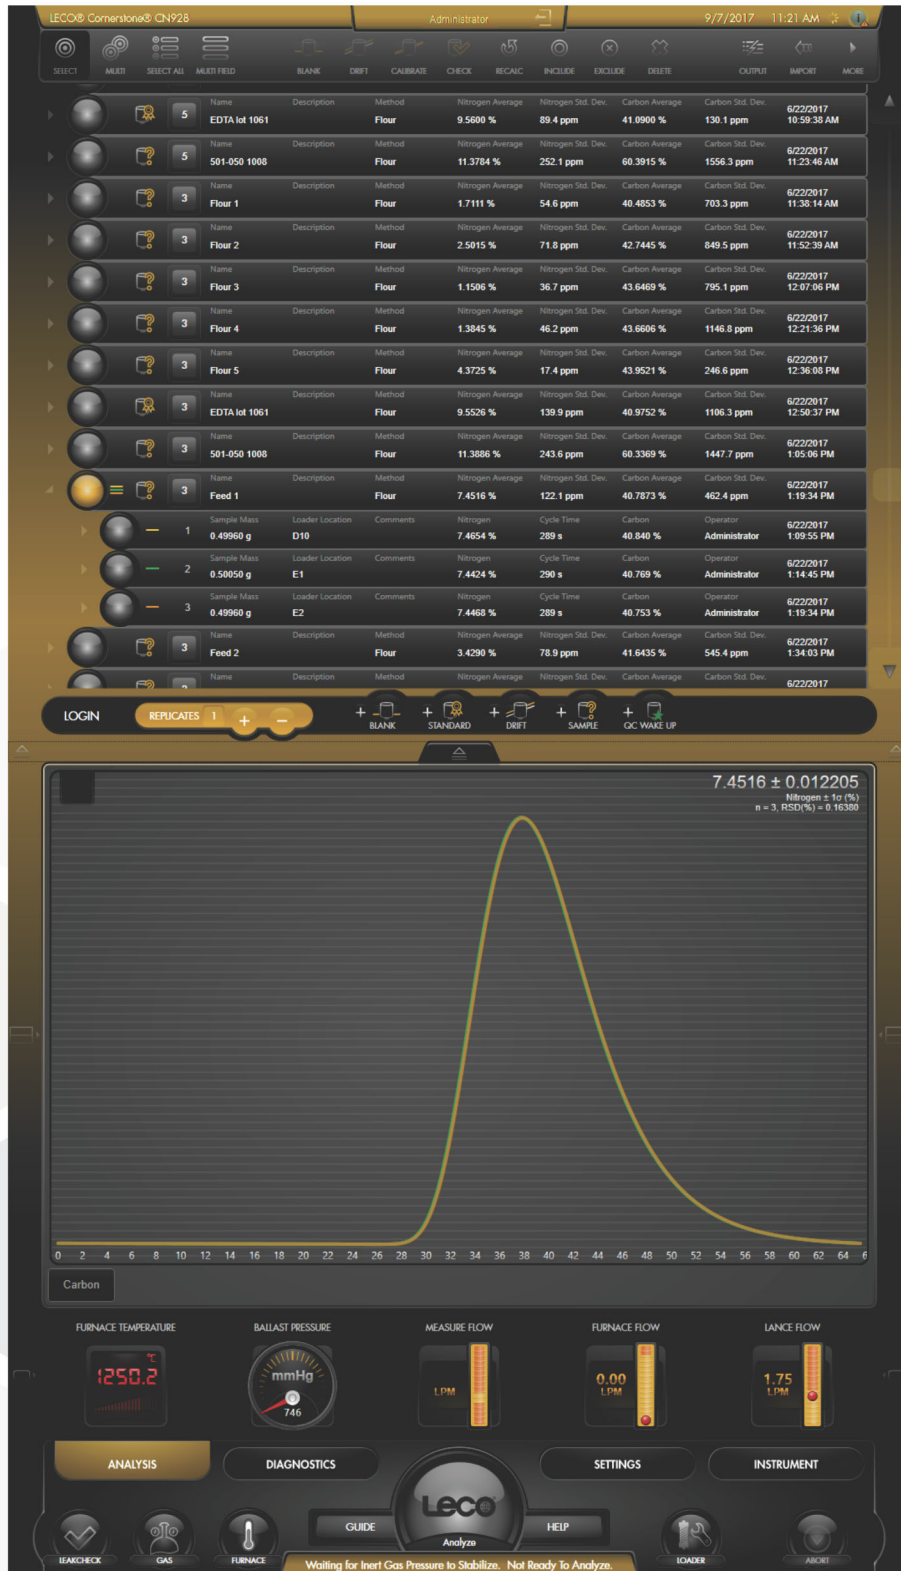 LECO® Cornerstone® CN928 Administrator 9/7/2017 11:21 AM
SELECT MULTI SELECT ALL MULTI FIELD BLANK DRIFT CALIBRATE CHECK RECALC INCLUDE EXCLUDE DELETE OUTPUT IMPORT MORE
Name Description Method Nitrogen Average Nitrogen Std. Dev. Carbon Average Carbon Std. Dev.
5 EDTA lot 1061 Flour 9.5600 % 89.4 ppm 41.0900 % 130.1 ppm 6/22/2017 10:59:38 AM
Name Description Method Nitrogen Average Nitrogen Std. Dev. Carbon Average Carbon Std. Dev.
5 501-050 1008 Flour 11.3784 % 252.1 ppm 60.3915 % 1556.3 ppm 6/22/2017 11:23:46 AM
Name Description Method Nitrogen Average Nitrogen Std. Dev. Carbon Average Carbon Std. Dev.
3 Flour 1 Flour 1.7111 % 54.6 ppm 40.4853 % 703.3 ppm 6/22/2017 11:38:14 AM
Name Description Method Nitrogen Average Nitrogen Std. Dev. Carbon Average Carbon Std. Dev.
3 Flour 2 Flour 2.5015 % 71.8 ppm 42.7445 % 849.5 ppm 6/22/2017 11:52:39 AM
Name Description Method Nitrogen Average Nitrogen Std. Dev. Carbon Average Carbon Std. Dev.
3 Flour 3 Flour 1.1506 % 36.7 ppm 43.6469 % 795.1 ppm 6/22/2017 12:07:06 PM
Name Description Method Nitrogen Average Nitrogen Std. Dev. Carbon Average Carbon Std. Dev.
3 Flour 4 Flour 1.3845 % 46.2 ppm 43.6606 % 1146.8 ppm 6/22/2017 12:21:36 PM
Name Description Method Nitrogen Average Nitrogen Std. Dev. Carbon Average Carbon Std. Dev.
3 Flour 5 Flour 4.3725 % 17.4 ppm 43.9521 % 246.6 ppm 6/22/2017 12:36:08 PM
Name Description Method Nitrogen Average Nitrogen Std. Dev. Carbon Average Carbon Std. Dev.
3 EDTA lot 1061 Flour 9.5526 % 139.9 ppm 40.9752 % 1106.3 ppm 6/22/2017 12:50:37 PM
Name Description Method Nitrogen Average Nitrogen Std. Dev. Carbon Average Carbon Std. Dev.
3 501-050 1008 Flour 11.3886 % 243.6 ppm 60.3369 % 1447.7 ppm 6/22/2017 1:05:06 PM
Name Description Method Nitrogen Average Nitrogen Std. Dev. Carbon Average Carbon Std. Dev.
3 Feed 1 Flour 7.4516 % 122.1 ppm 40.7873 % 462.4 ppm 6/22/2017 1:19:34 PM
Sample Mass Loader Location Comments Nitrogen Cycle Time Carbon Operator
1 0.49960 g D10 7.4654 % 289 s 40.840 % Administrator 6/22/2017 1:09:55 PM
Sample Mass Loader Location Comments Nitrogen Cycle Time Carbon Operator
2 0.50050 g E1 7.4424 % 290 s 40.769 % Administrator 6/22/2017 1:14:45 PM
Sample Mass Loader Location Comments Nitrogen Cycle Time Carbon Operator
3 0.49960 g E2 7.4468 % 289 s 40.753 % Administrator 6/22/2017 1:19:34 PM
Name Description Method Nitrogen Average Nitrogen Std. Dev. Carbon Average Carbon Std. Dev.
3 Feed 2 Flour 3.4290 % 78.9 ppm 41.6435 % 545.4 ppm 6/22/2017 1:34:03 PM
Name Description Method Nitrogen Average Nitrogen Std. Dev. Carbon Average Carbon Std. Dev. 6/22/2017
LOGIN REPLICATES 1 + − + BLANK + STANDARD + DRIFT + SAMPLE + QC WAKE UP
7.4516 ± 0.012205
Nitrogen ± 1σ (%)
n = 3, RSD(%) = 0.16380
0 2 4 6 8 10 12 14 16 18 20 22 24 26 28 30 32 34 36 38 40 42 44 46 48 50 52 54 56 58 60 62 64 6
Carbon
FURNACE TEMPERATURE BALLAST PRESSURE MEASURE FLOW FURNACE FLOW LANCE FLOW
°C
1250.2 mmHg 746 LPM 0.00 LPM 1.75 LPM
ANALYSIS DIAGNOSTICS SETTINGS INSTRUMENT
LECO
GUIDE HELP
Analyze
LEAKCHECK GAS FURNACE LOADER ABORT
Waiting for Inert Gas Pressure to Stabilize. Not Ready To Analyze.